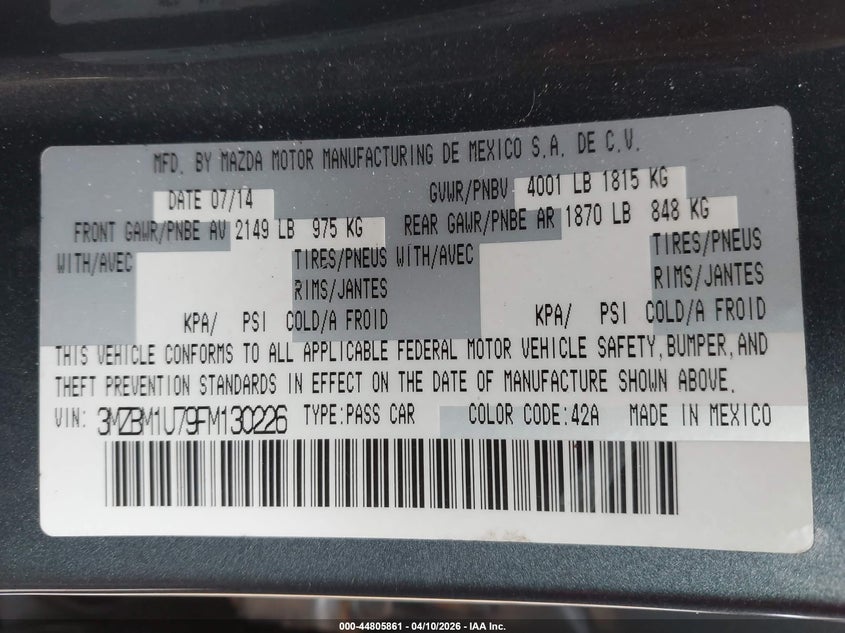 MFD. BY MAZDA MOTOR MANUFACTURING DE MEXICO S.A. DE C.V.
DATE 07/14 GVWR/PNBV 4001 LB 1815 KG
FRONT GAWR/PNBE AV 2149 LB 975 KG REAR GAWR/PNBE AR 1870 LB 848 KG
WITH/AVEC TIRES/PNEUS WITH/AVEC TIRES/PNEUS
RIMS/JANTES RIMS/JANTES
KPA/ PSI COLD/A FROID KPA/ PSI COLD/A FROID
THIS VEHICLE CONFORMS TO ALL APPLICABLE FEDERAL MOTOR VEHICLE SAFETY, BUMPER, AND
THEFT PREVENTION STANDARDS IN EFFECT ON THE DATE OF MANUFACTURE SHOWN ABOVE.
VIN: 3MZBM1U79FM130226 TYPE:PASS CAR COLOR CODE:42A MADE IN MEXICO
000-44805861 - 04/10/2026 - IAA Inc.